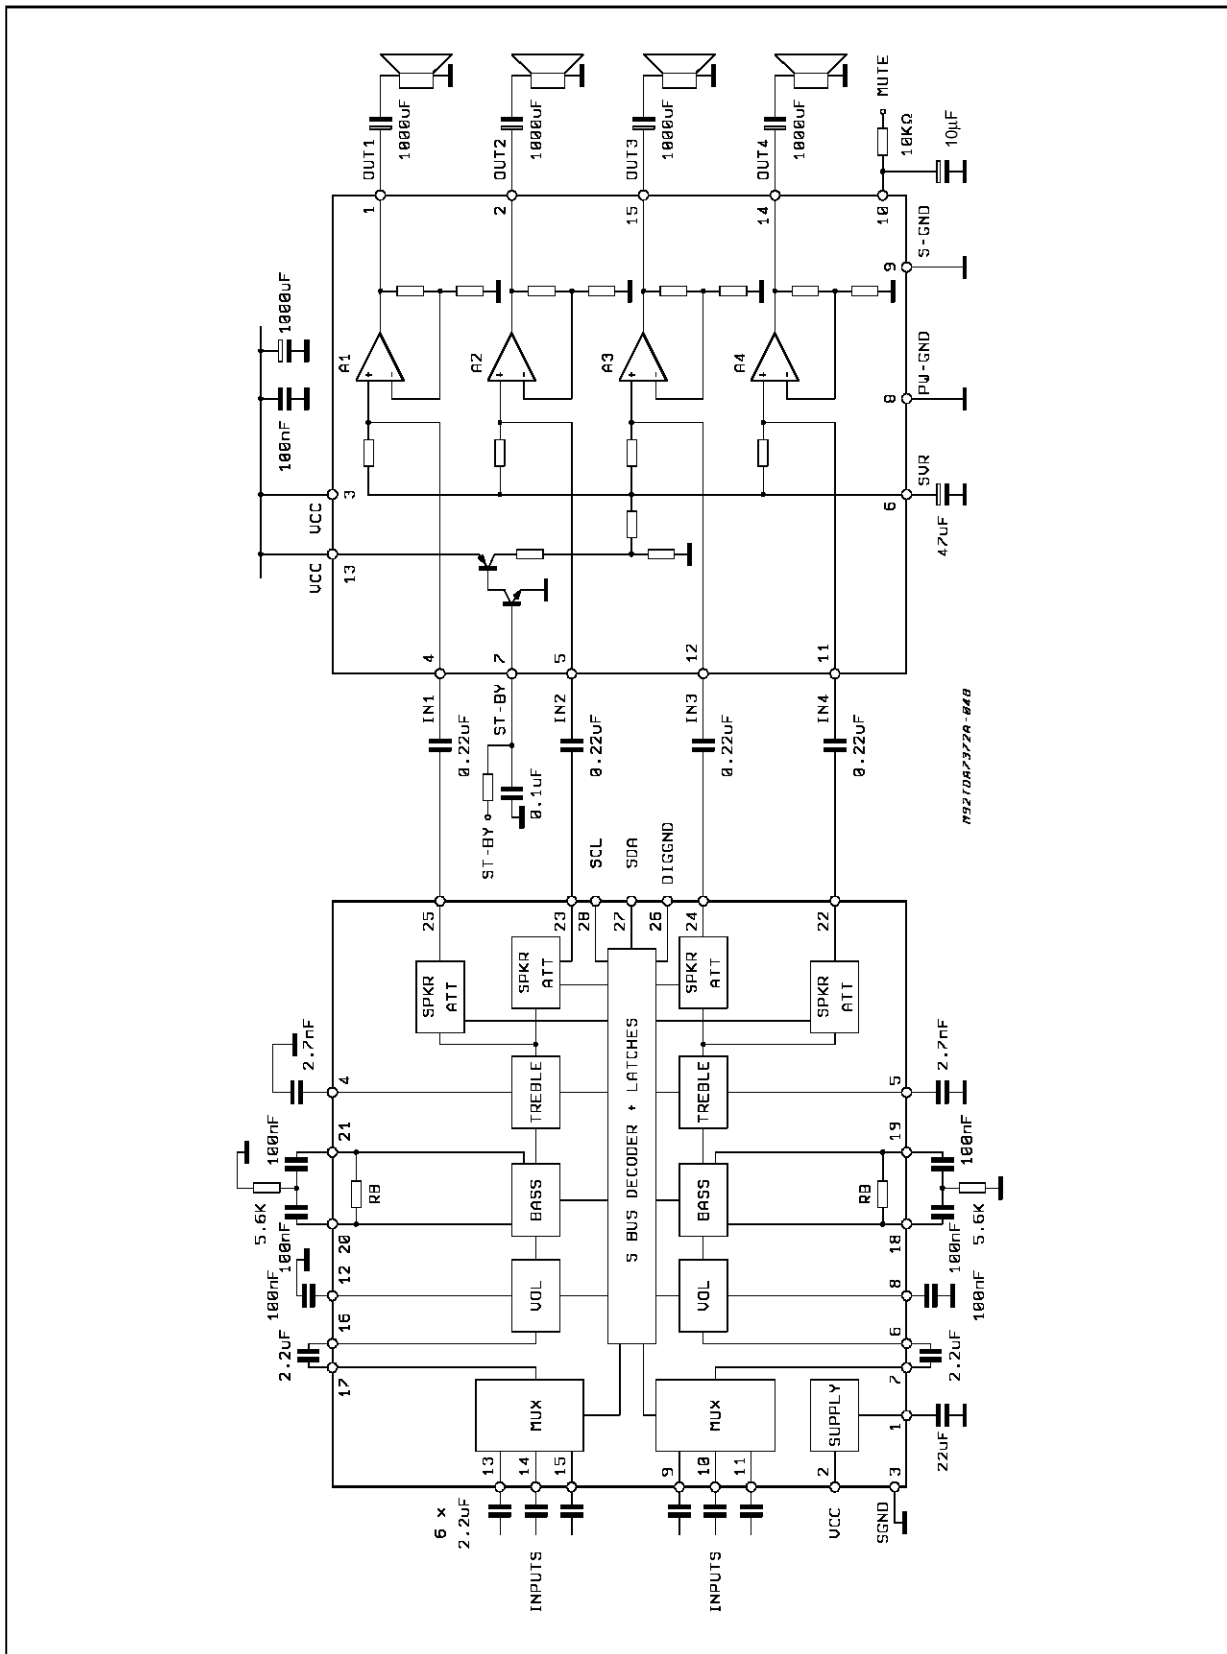 OUT1
1000uF
OUT2
1000uF
OUT3
1000uF
OUT4
1000uF
MUTE
10KΩ
10µF
1
2
15
14
10
1000uF
100nF
A1
A2
A3
A4
S-GND
9
PW-GND
8
SVR
6
47uF
VCC
3
VCC
13
4
7
5
12
11
IN1
0.22uF
ST-BY
ST-BY
0.1uF
IN2
0.22uF
IN3
0.22uF
IN4
0.22uF
M92TDA7372A-04B
SCL
SDA
DIGGND
25
23
28
27
26
24
22
SPKR
ATT
SPKR
ATT
SPKR
ATT
SPKR
ATT
2.7nF
4
TREBLE
S BUS DECODER + LATCHES
TREBLE
5
2.7nF
100nF
21
5.6K
RB
BASS
BASS
RB
19
100nF
5.6K
100nF
20
18
100nF
100nF
12
VOL
VOL
8
100nF
2.2uF
16
17
6
7
2.2uF
MUX
MUX
SUPPLY
1
22uF
13
14
15
9
10
11
2
3
6 x
2.2uF
INPUTS
INPUTS
VCC
SGND